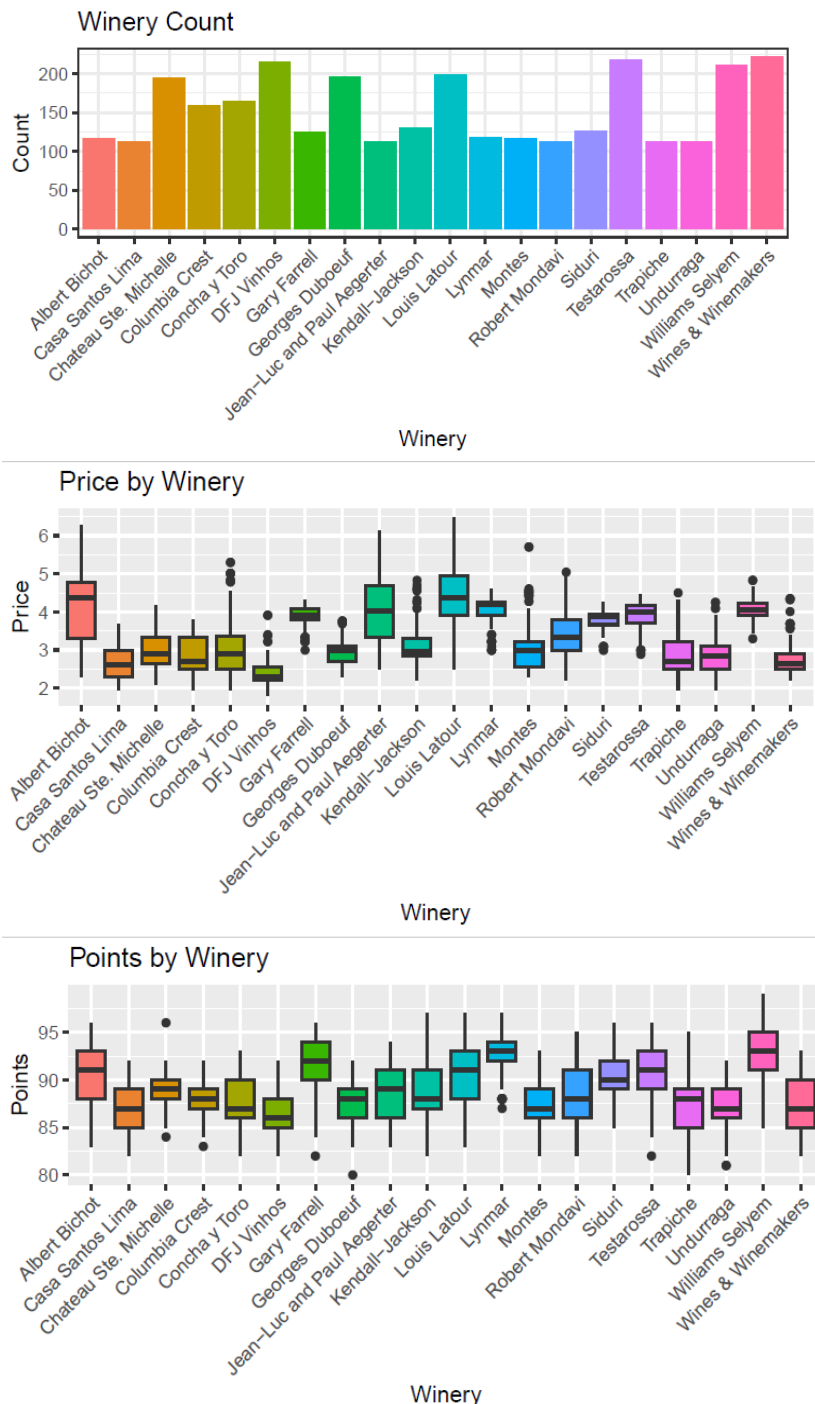 Winery Count
200
150
100
50
0
Count
Albert Bichot
Casa Santos Lima
Chateau Ste. Michelle
Columbia Crest
Concha y Toro
DFJ Vinhos
Gary Farrell
Georges Duboeuf
Jean−Luc and Paul Aegerter
Kendall−Jackson
Louis Latour
Lynmar
Montes
Robert Mondavi
Siduri
Testarossa
Trapiche
Undurraga
Williams Selyem
Wines & Winemakers
Winery
Price by Winery
6
5
4
3
2
Price
Albert Bichot
Casa Santos Lima
Chateau Ste. Michelle
Columbia Crest
Concha y Toro
DFJ Vinhos
Gary Farrell
Georges Duboeuf
Jean−Luc and Paul Aegerter
Kendall−Jackson
Louis Latour
Lynmar
Montes
Robert Mondavi
Siduri
Testarossa
Trapiche
Undurraga
Williams Selyem
Wines & Winemakers
Winery
Points by Winery
95
90
85
80
Points
Albert Bichot
Casa Santos Lima
Chateau Ste. Michelle
Columbia Crest
Concha y Toro
DFJ Vinhos
Gary Farrell
Georges Duboeuf
Jean−Luc and Paul Aegerter
Kendall−Jackson
Louis Latour
Lynmar
Montes
Robert Mondavi
Siduri
Testarossa
Trapiche
Undurraga
Williams Selyem
Wines & Winemakers
Winery